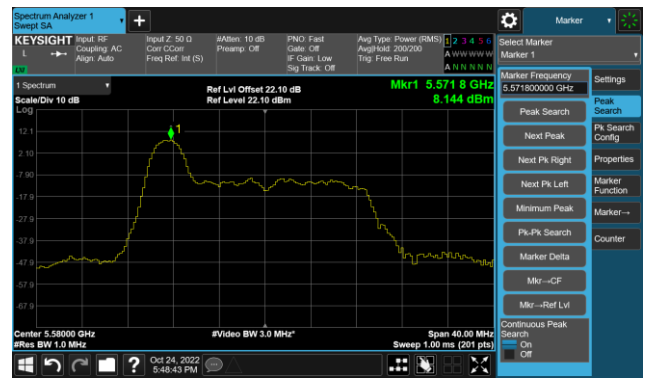 Spectrum Analyzer 1
Swept SA
Marker
KEYSIGHT
L
LW
Input: RF
Coupling: AC
Align: Auto
Input Z: 50 Ω
Corr CCorr
Freq Ref: Int (S)
#Atten: 10 dB
Preamp: Off
PNO: Fast
Gate: Off
IF Gain: Low
Sig Track: Off
Avg Type: Power (RMS)
Avg|Hold: 200/200
Trig: Free Run
1 2 3 4 5 6
A W W W W W
A N N N N N
Select Marker
Marker 1
1 Spectrum
Scale/Div 10 dB
Log
Ref Lvl Offset 22.10 dB
Ref Level 22.10 dBm
Mkr1 5.571 8 GHz
8.144 dBm
1
12.1
2.10
-7.90
-17.9
-27.9
-37.9
-47.9
-57.9
-67.9
Center 5.58000 GHz
#Res BW 1.0 MHz
#Video BW 3.0 MHz*
Span 40.00 MHz
Sweep 1.00 ms (201 pts)
Marker Frequency
5.571800000 GHz
Peak Search
Next Peak
Next Pk Right
Next Pk Left
Minimum Peak
Pk-Pk Search
Marker Delta
Mkr→CF
Mkr→Ref Lvl
Continuous Peak
Search
On
Off
Settings
Peak
Search
Pk Search
Config
Properties
Marker
Function
Marker→
Counter
?
Oct 24, 2022
5:48:43 PM